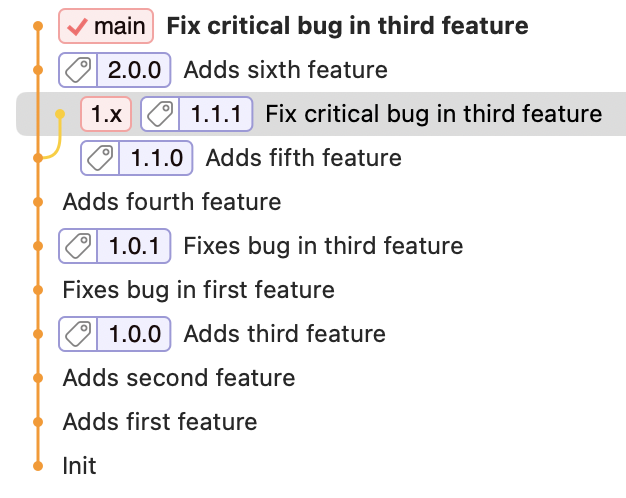 main Fix critical bug in third feature
2.0.0 Adds sixth feature
1.x 1.1.1 Fix critical bug in third feature
1.1.0 Adds fifth feature
Adds fourth feature
1.0.1 Fixes bug in third feature
Fixes bug in first feature
1.0.0 Adds third feature
Adds second feature
Adds first feature
Init